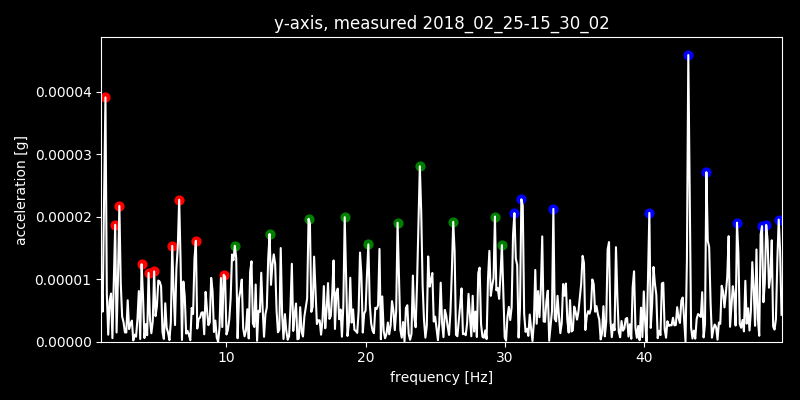 y-axis, measured 2018_02_25-15_30_02
0.00004
0.00003
0.00002
0.00001
0.00000
acceleration [g]
10 20 30 40
frequency [Hz]